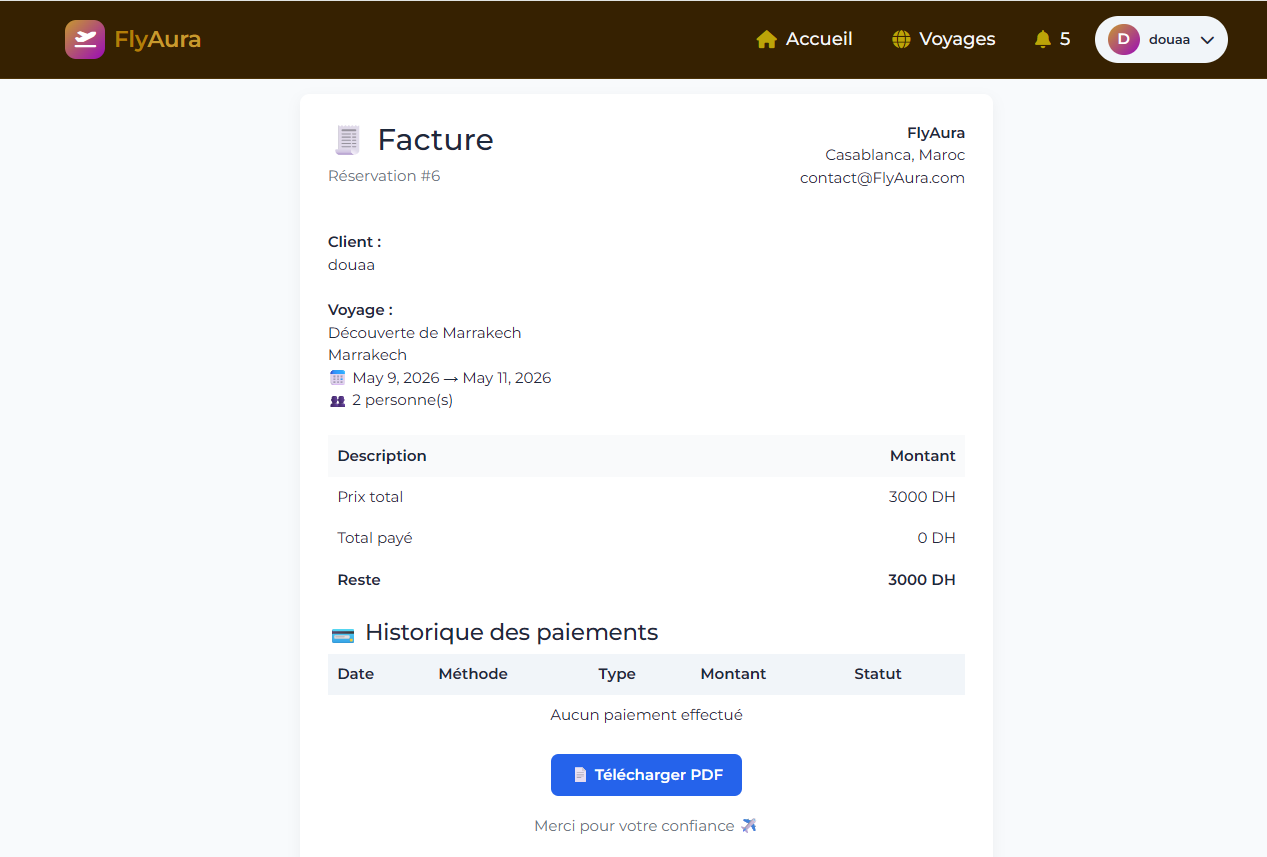 FlyAura
Accueil
Voyages
5
D
douaa
Facture
Réservation #6
FlyAura
Casablanca, Maroc
contact@FlyAura.com
Client :
douaa
Voyage :
Découverte de Marrakech
Marrakech
May 9, 2026 → May 11, 2026
2 personne(s)
Description Montant
Prix total 3000 DH
Total payé 0 DH
Reste 3000 DH
Historique des paiements
Date Méthode Type Montant Statut
Aucun paiement effectué
Télécharger PDF
Merci pour votre confiance